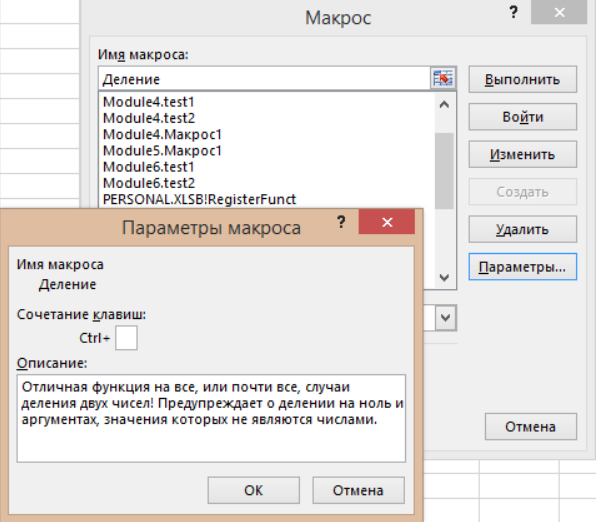 Макрос
?
Имя макроса:
Деление
Выполнить
Module4.test1
Module4.test2
Module4.Макрос1
Module5.Макрос1
Module6.test1
Module6.test2
PERSONAL.XLSB!RegisterFunct
Войти
Изменить
Создать
Удалить
Параметры...
Отмена
Параметры макроса
?
Имя макроса
Деление
Сочетание клавиш:
Ctrl+
Описание:
Отличная функция на все, или почти все, случаи
деления двух чисел! Предупреждает о делении на ноль и
аргументах, значения которых не являются числами.
ОК
Отмена